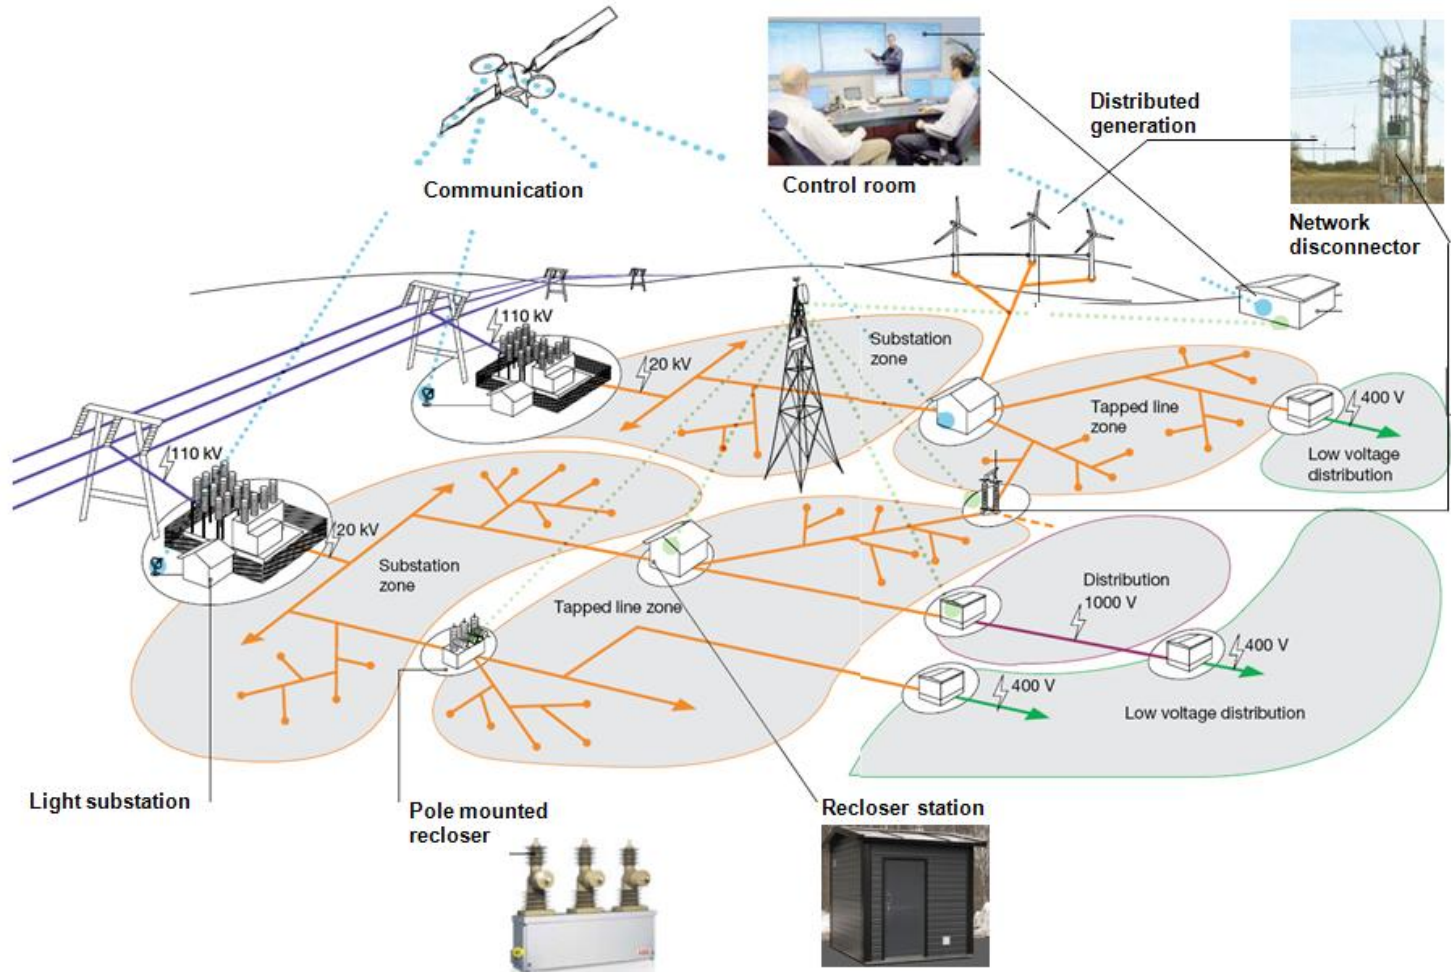 Communication
Control room
Distributed
generation
Network
disconnector
110 kV
20 kV
Substation
zone
Tapped line
zone
400 V
Low voltage
distribution
110 kV
20 kV
Substation
zone
Tapped line zone
Distribution
1000 V
400 V
400 V
Low voltage distribution
Light substation
Pole mounted
recloser
Recloser station